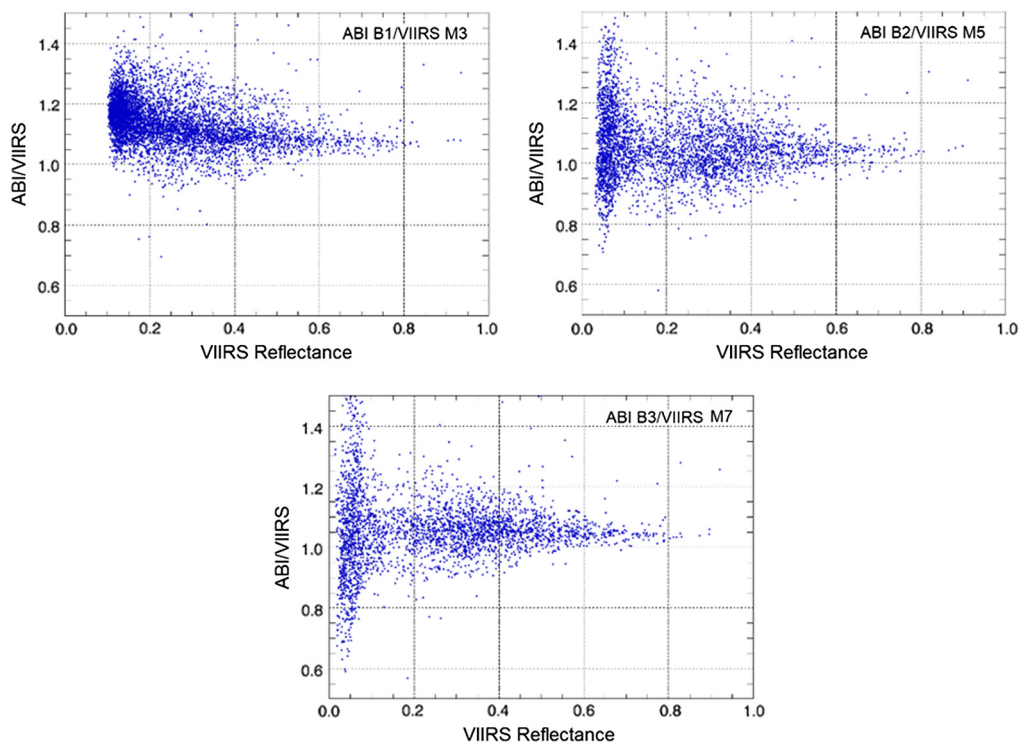 ABI B1/VIIRS M3
1.4
1.2
1.0
0.8
0.6
ABI/VIIRS
0.0 0.2 0.4 0.6 0.8 1.0
VIIRS Reflectance
ABI B2/VIIRS M5
1.4
1.2
1.0
0.8
0.6
ABI/VIIRS
0.0 0.2 0.4 0.6 0.8 1.0
VIIRS Reflectance
ABI B3/VIIRS M7
1.4
1.2
1.0
0.8
0.6
ABI/VIIRS
0.0 0.2 0.4 0.6 0.8 1.0
VIIRS Reflectance